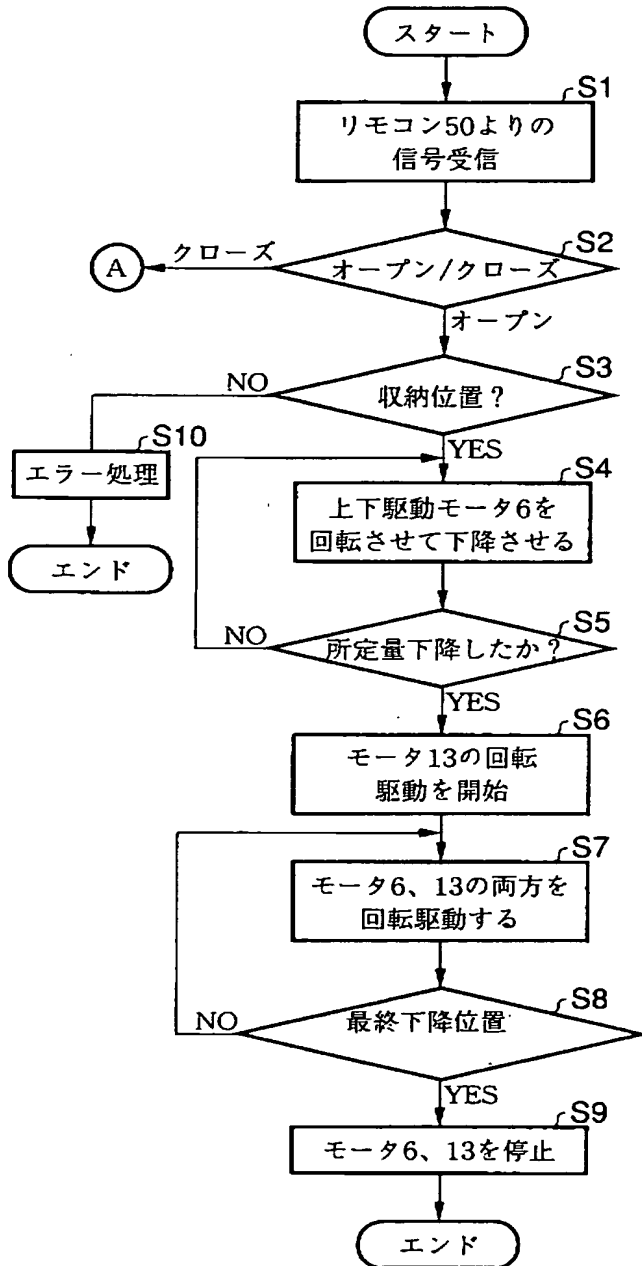 スタート
S1
リモコン50よりの
信号受信
S2
オープン/クローズ
クローズ
A
オープン
S3
収納位置?
NO
YES
S10
エラー処理
エンド
S4
上下駆動モータ6を
回転させて下降させる
S5
所定量下降したか?
NO
YES
S6
モータ13の回転
駆動を開始
S7
モータ6、13の両方を
回転駆動する
S8
最終下降位置
NO
YES
S9
モータ6、13を停止
エンド